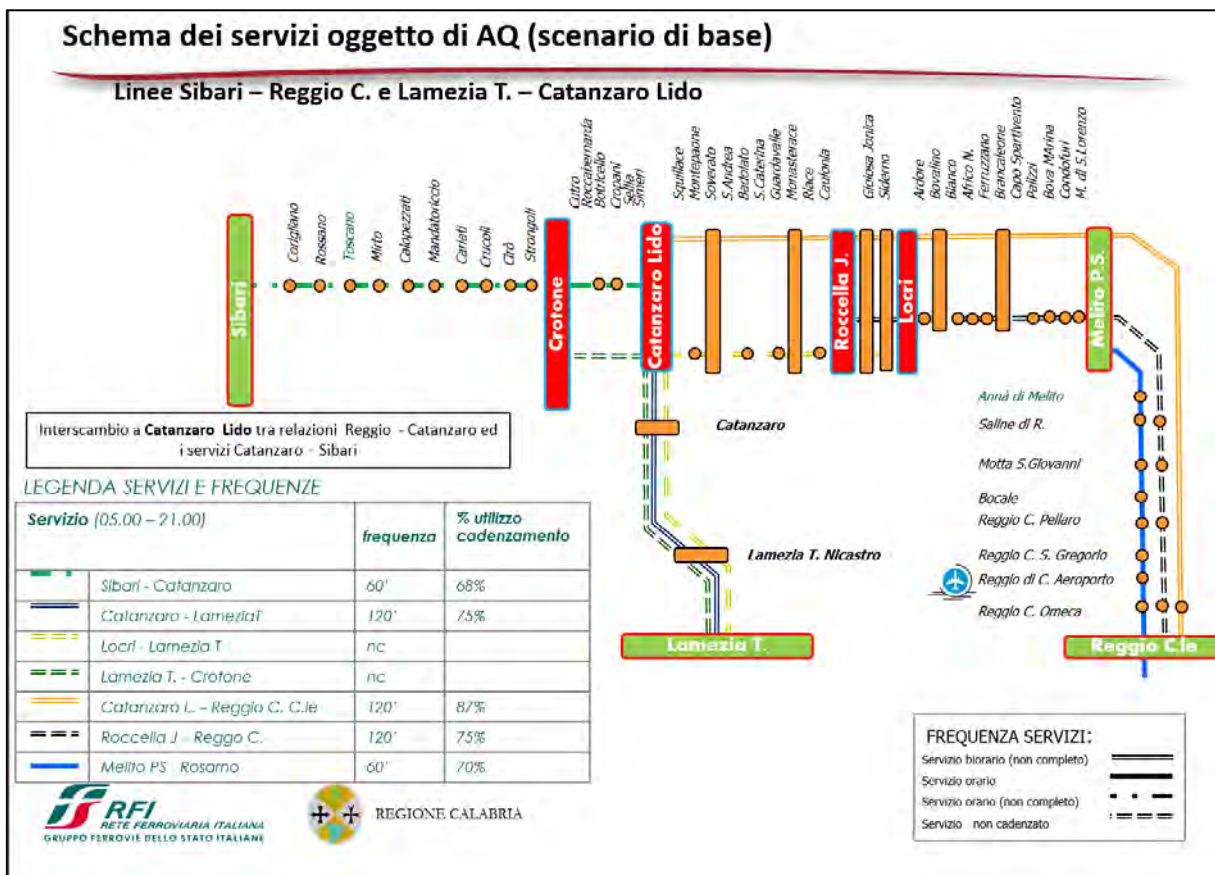 Schema dei servizi oggetto di AQ (scenario di base)
Linee Sibari – Reggio C. e Lamezia T. – Catanzaro Lido
Sibari
Corigliano
Rossano
Toscano
Mirto
Calopezzati
Mandatoriccio
Cariati
Crucoli
Cirò
Strongoli
Crotone
Cutro
Roccabernarda
Botricello
Cropani
Sellia
Simeri
Catanzaro Lido
Squillace
Montepaone
Soverato
S.Andrea
Badolato
S.Caterina
Guardavalle
Monasterace
Riace
Caulonia
Roccella J.
Gioiosa Jonica
Siderno
Locri
Ardore
Bovalino
Bianco
Africo N.
Ferruzzano
Brancaleone
Capo Spartivento
Palizzi
Bova MArina
Condofuri
M. di S.Lorenzo
Melito P.S.
Annà di Melito
Saline di R.
Motta S.Giovanni
Bocale
Reggio C. Pellaro
Reggio C. S. Gregorio
Reggio di C. Aeroporto
Reggio C. Omeca
Reggio C.le
Catanzaro
Lamezia T. Nicastro
Lamezia T.
Interscambio a Catanzaro Lido tra relazioni Reggio - Catanzaro ed
i servizi Catanzaro - Sibari
LEGENDA SERVIZI E FREQUENZE
Servizio (05.00 – 21.00) frequenza % utilizzo cadenzamento
Sibari - Catanzaro 60' 68%
Catanzaro - LameziaT 120' 75%
Locri - Lamezia T nc
Lamezia T. - Crotone nc
Catanzaro L. – Reggio C. C.le 120' 87%
Roccella J – Reggo C. 120' 75%
Melito PS - Rosarno 60' 70%
RFI
RETE FERROVIARIA ITALIANA
GRUPPO FERROVIE DELLO STATO ITALIANE
REGIONE CALABRIA
FREQUENZA SERVIZI:
Servizio biorario (non completo)
Servizio orario
Servizio orario (non completo)
Servizio non cadenzato